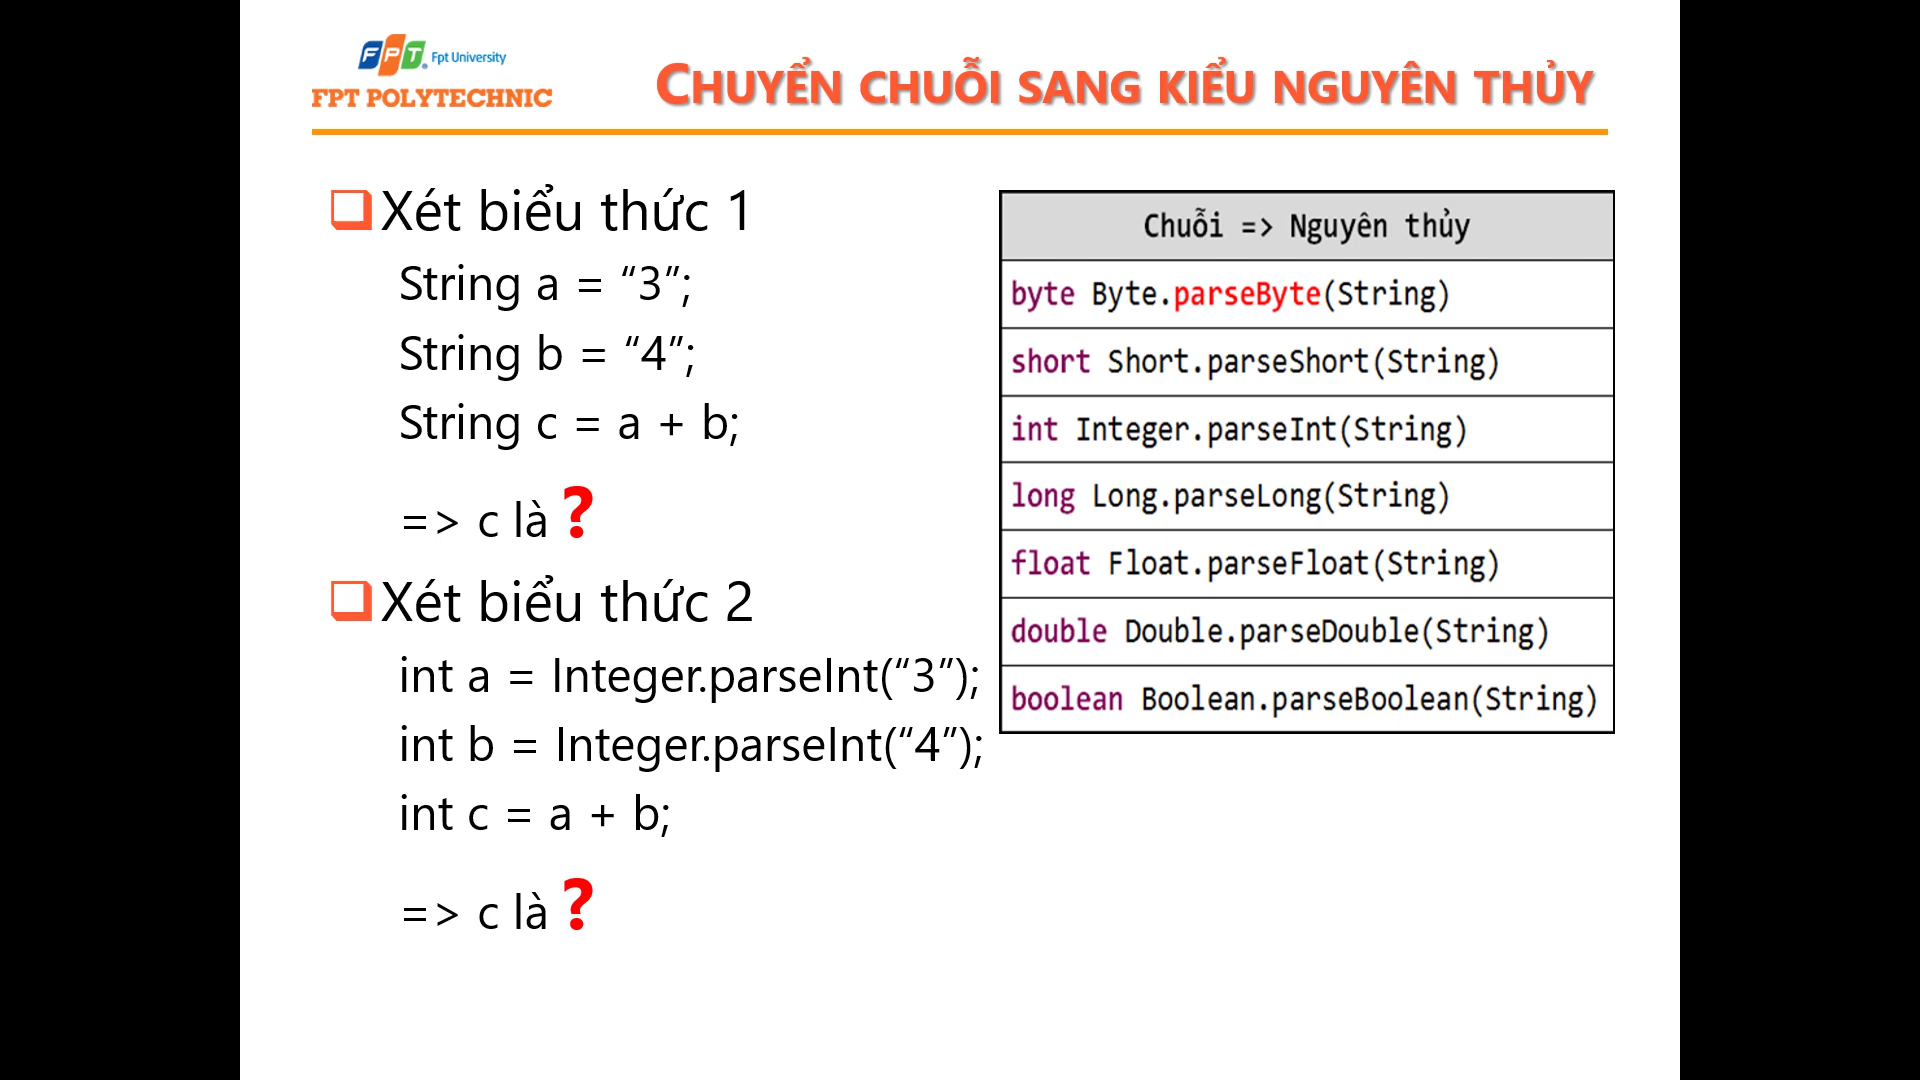 FPT. Fpt University
FPT POLYTECHNIC
CHUYỂN CHUỖI SANG KIỂU NGUYÊN THỦY
Xét biểu thức 1
String a = “3”;
String b = “4”;
String c = a + b;
=> c là ?
Xét biểu thức 2
int a = Integer.parseInt(“3”);
int b = Integer.parseInt(“4”);
int c = a + b;
=> c là ?
Chuỗi => Nguyên thủy
byte Byte.parseByte(String)
short Short.parseShort(String)
int Integer.parseInt(String)
long Long.parseLong(String)
float Float.parseFloat(String)
double Double.parseDouble(String)
boolean Boolean.parseBoolean(String)